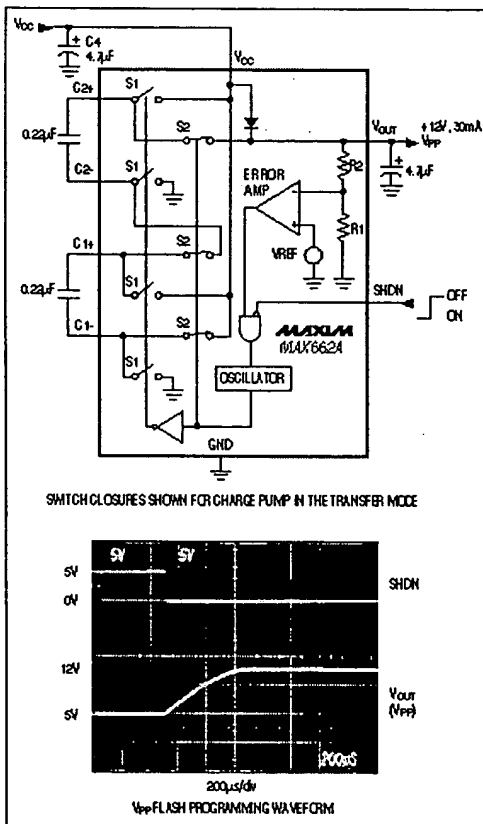 VCC
C4
4.7µF
VCC
C2+
S1
0.22µF
S2
VOUT
+12V, 30mA
VPP
R2
4.7µF
C2-
S1
ERROR
AMP
R1
C1+
S2
VREF
0.22µF
S1
SHDN
OFF
ON
C1-
S2
MAXIM
MAX662A
S1
OSCILLATOR
GND
SWITCH CLOSURES SHOWN FOR CHARGE PUMP IN THE TRANSFER MODE
5V 5V
5V
SHDN
0V
12V
VOUT
(VPP)
5V
200µS
200µs/div
VPP FLASH PROGRAMMING WAVEFORM